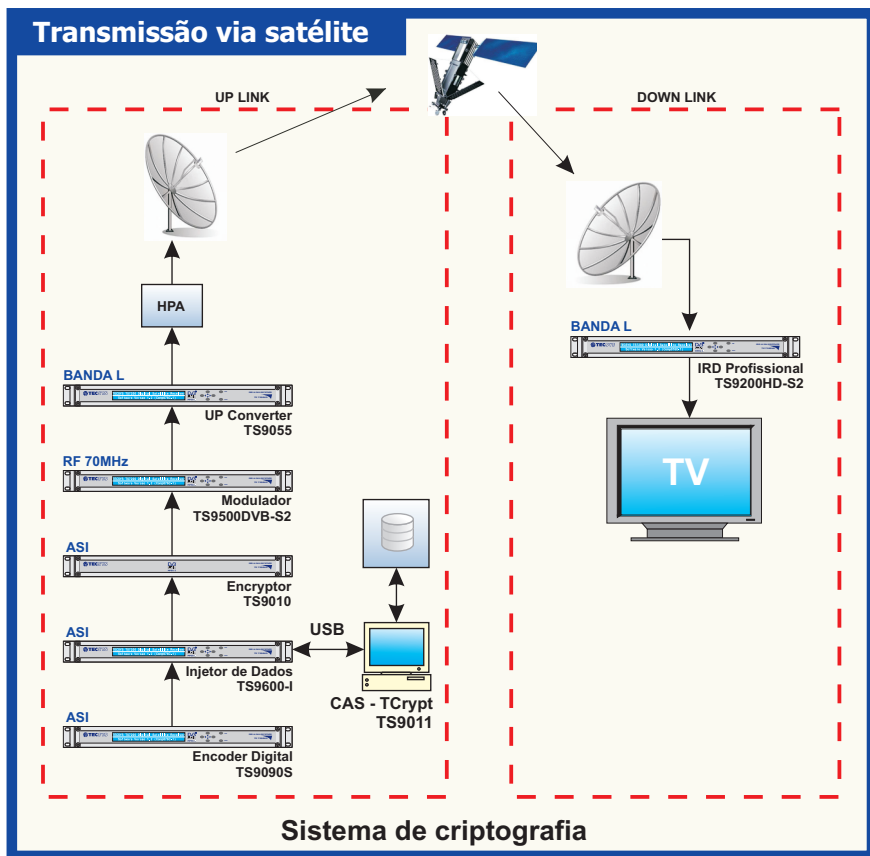 Transmissão via satélite
UP LINK
DOWN LINK
HPA
BANDA L
UP Converter
TS9055
RF 70MHz
Modulador
TS9500DVB-S2
ASI
Encryptor
TS9010
ASI
USB
Injetor de Dados
TS9600-I
CAS - TCrypt
TS9011
ASI
Encoder Digital
TS9090S
BANDA L
IRD Profissional
TS9200HD-S2
TV
Sistema de criptografia